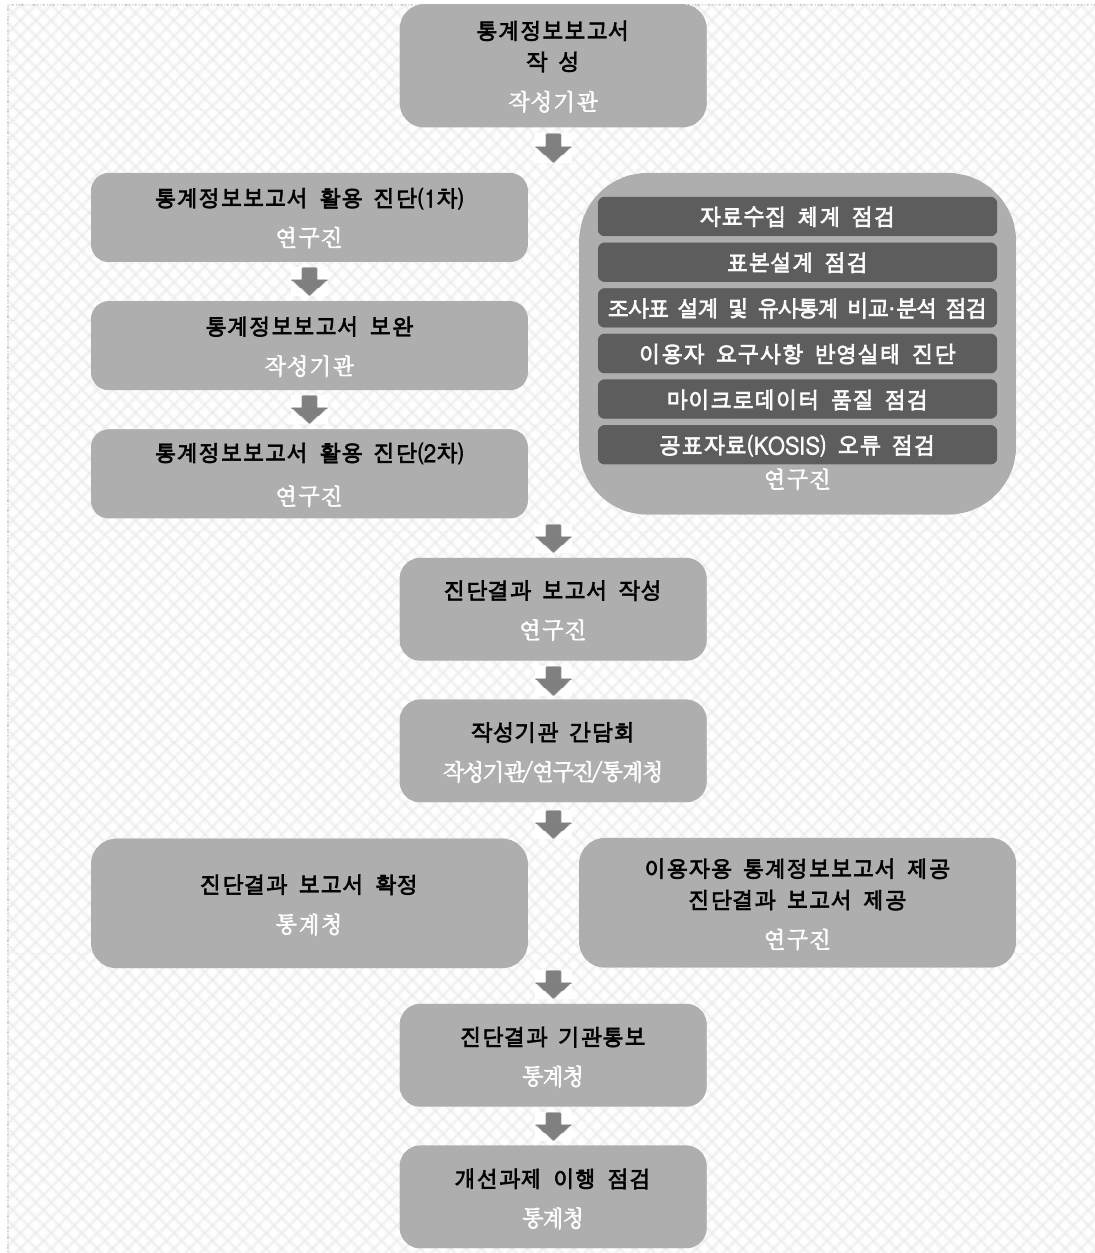 통계정보보고서
작 성
작성기관
통계정보보고서 활용 진단(1차)
연구진
통계정보보고서 보완
작성기관
통계정보보고서 활용 진단(2차)
연구진
자료수집 체계 점검
표본설계 점검
조사표 설계 및 유사통계 비교·분석 점검
이용자 요구사항 반영실태 진단
마이크로데이터 품질 점검
공표자료(KOSIS) 오류 점검
연구진
진단결과 보고서 작성
연구진
작성기관 간담회
작성기관/연구진/통계청
진단결과 보고서 확정
통계청
이용자용 통계정보보고서 제공
진단결과 보고서 제공
연구진
진단결과 기관통보
통계청
개선과제 이행 점검
통계청